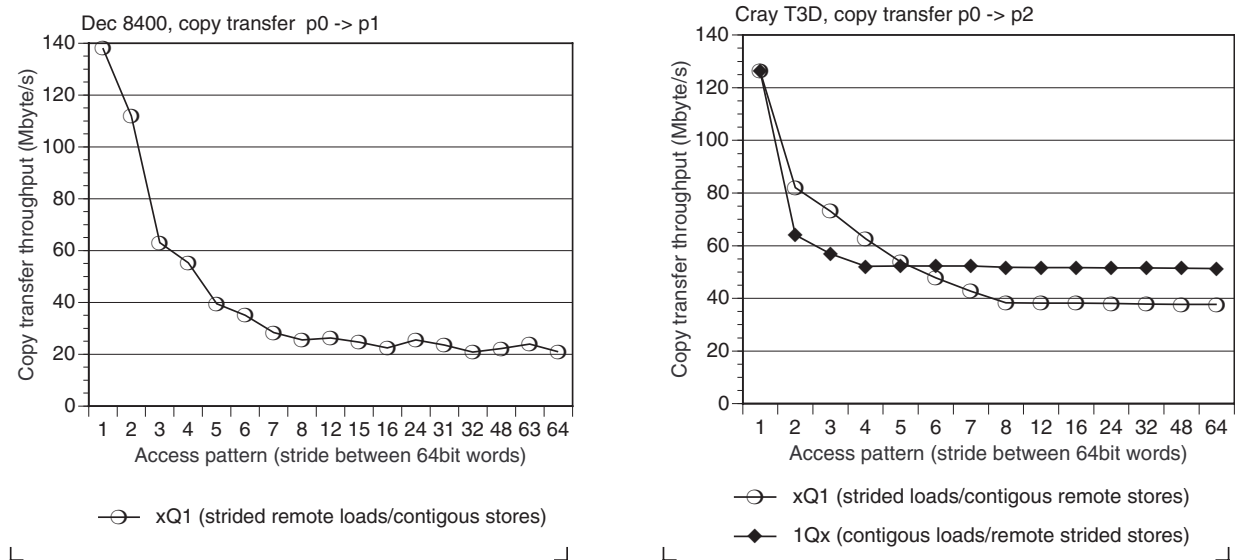 Dec 8400, copy transfer p0 -> p1
Copy transfer throughput (Mbyte/s)
140
120
100
80
60
40
20
0
1 2 3 4 5 6 7 8 12 15 16 24 31 32 48 63 64
Access pattern (stride between 64bit words)
xQ1 (strided remote loads/contigous stores)
Cray T3D, copy transfer p0 -> p2
Copy transfer throughput (Mbyte/s)
140
120
100
80
60
40
20
0
1 2 3 4 5 6 7 8 12 16 24 32 48 64
Access pattern (stride between 64bit words)
xQ1 (strided loads/contigous remote stores)
1Qx (contigous loads/remote strided stores)